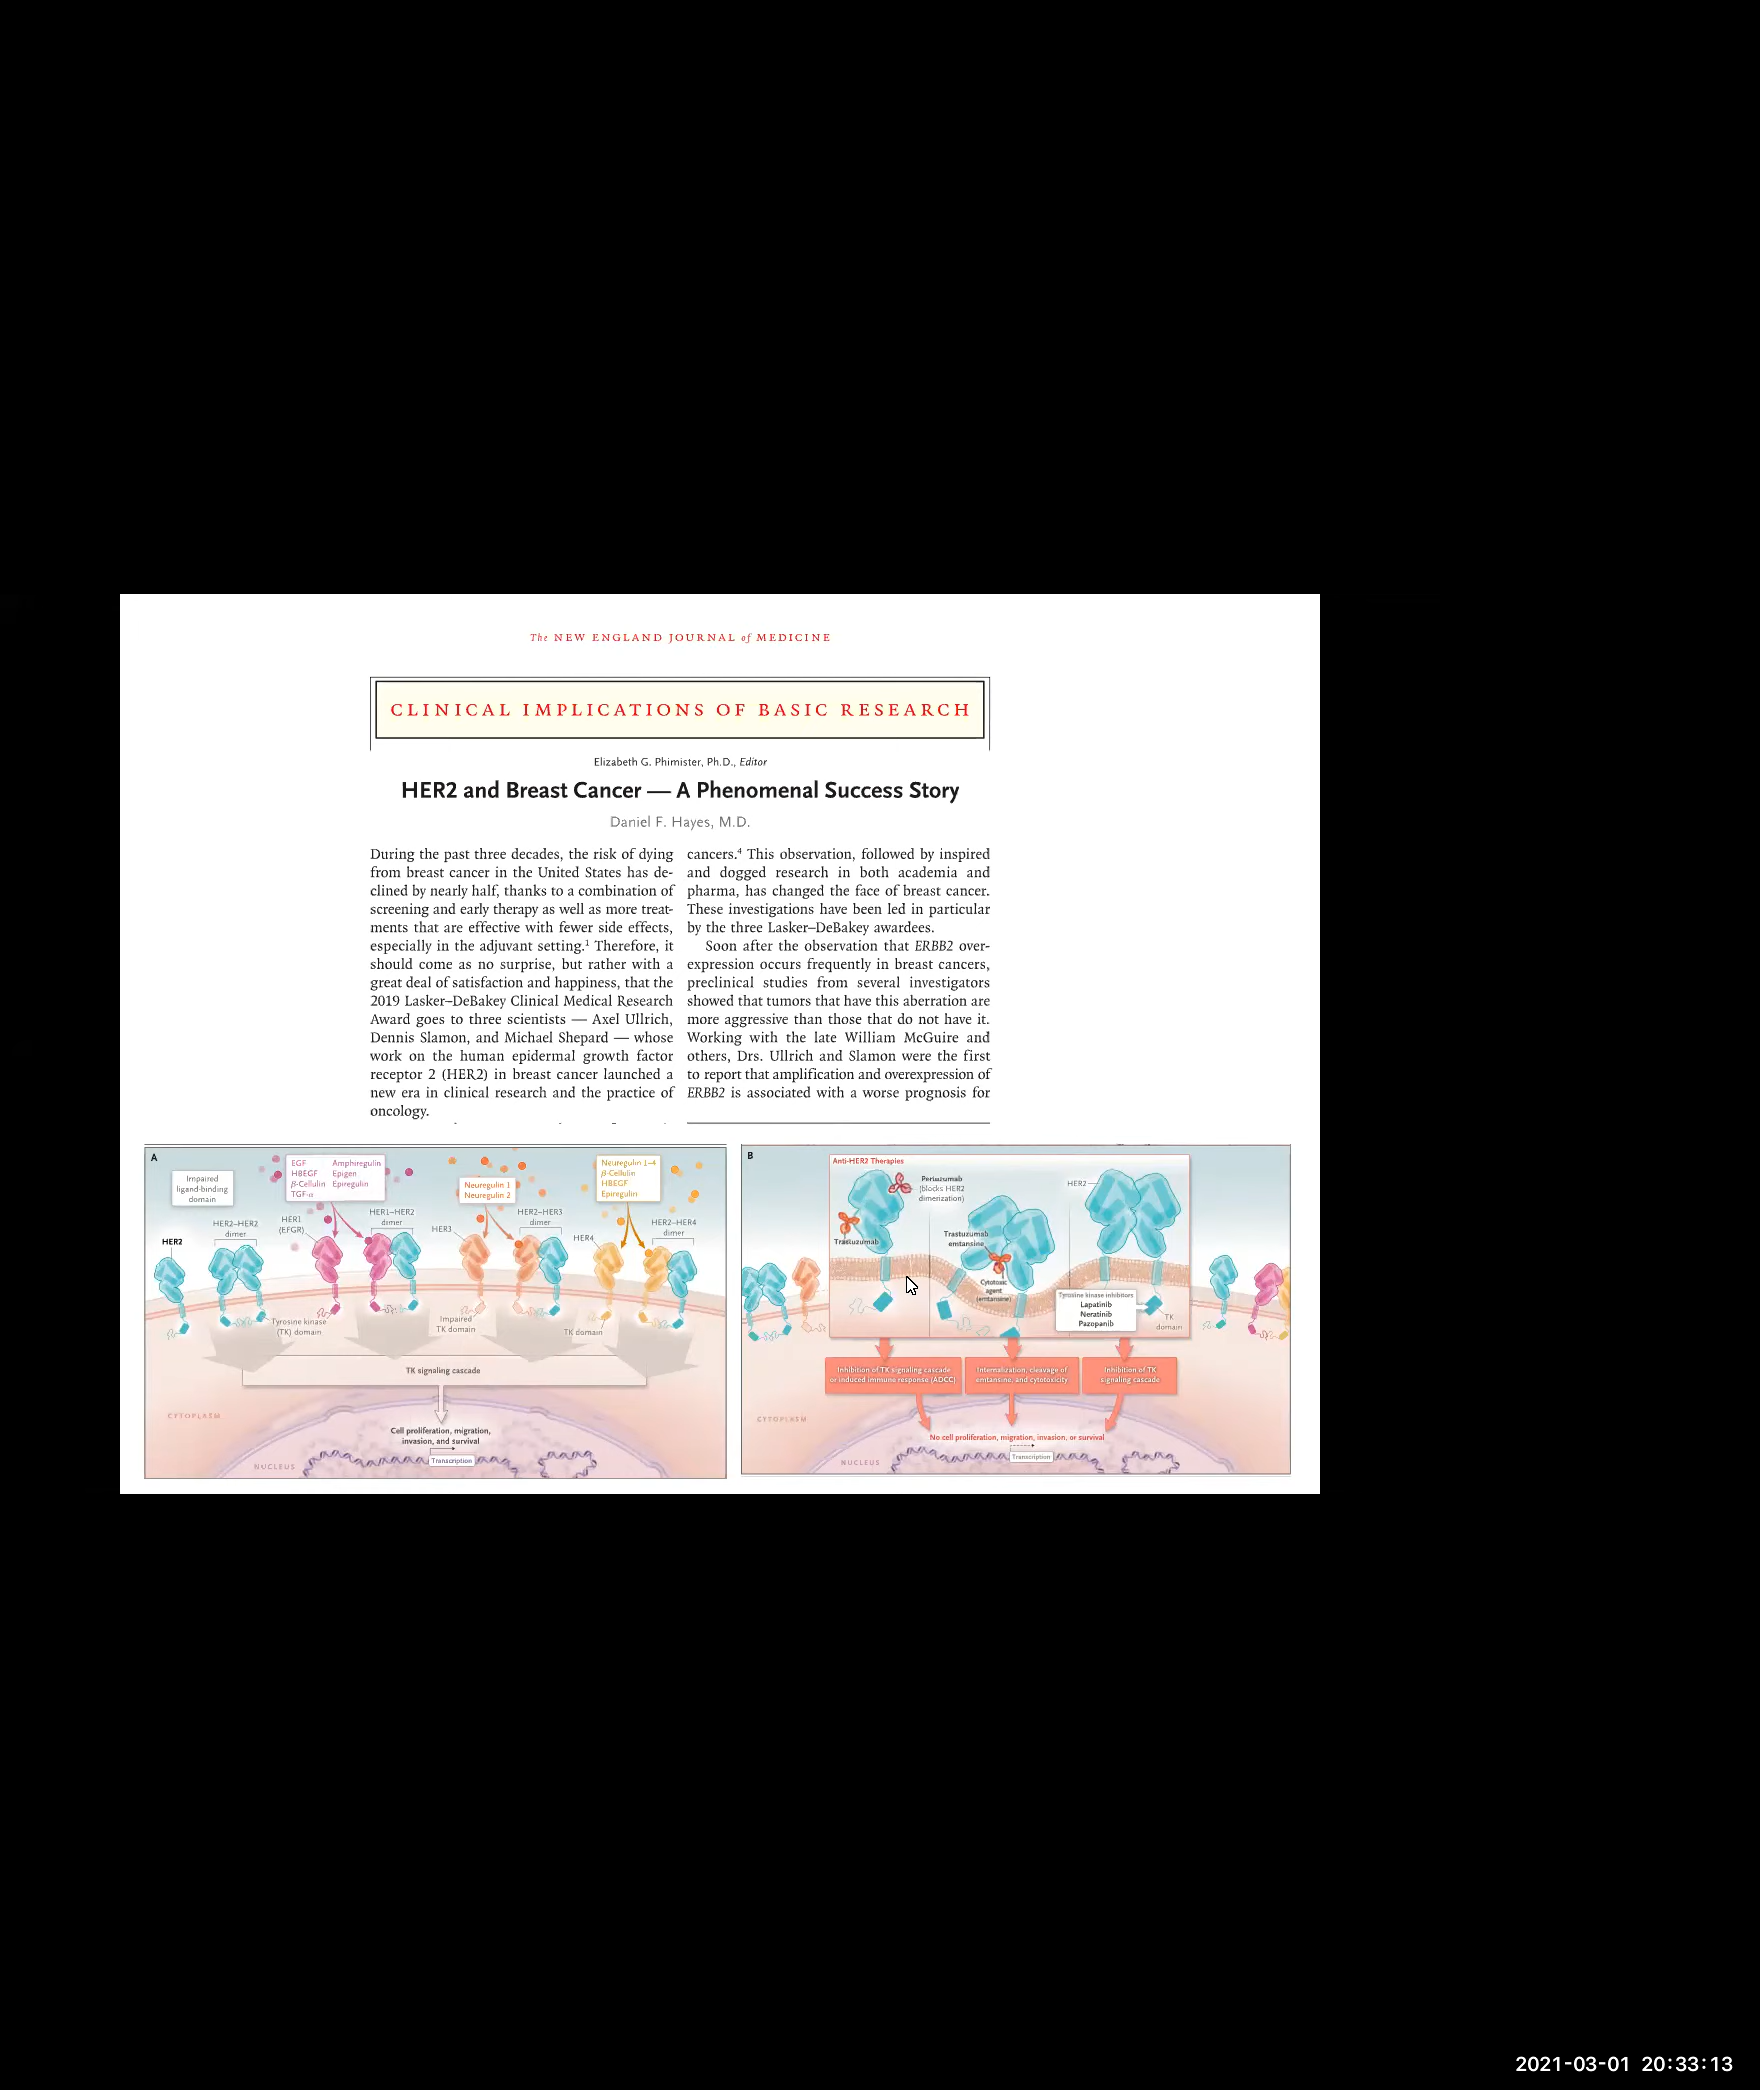 The NEW ENGLAND JOURNAL of MEDICINE
CLINICAL IMPLICATIONS OF BASIC RESEARCH
Elizabeth G. Phimister, Ph.D., Editor
HER2 and Breast Cancer — A Phenomenal Success Story
Daniel F. Hayes, M.D.
During the past three decades, the risk of dying
from breast cancer in the United States has de-
clined by nearly half, thanks to a combination of
screening and early therapy as well as more treat-
ments that are effective with fewer side effects,
especially in the adjuvant setting.1 Therefore, it
should come as no surprise, but rather with a
great deal of satisfaction and happiness, that the
2019 Lasker–DeBakey Clinical Medical Research
Award goes to three scientists — Axel Ullrich,
Dennis Slamon, and Michael Shepard — whose
work on the human epidermal growth factor
receptor 2 (HER2) in breast cancer launched a
new era in clinical research and the practice of
oncology.
cancers.4 This observation, followed by inspired
and dogged research in both academia and
pharma, has changed the face of breast cancer.
These investigations have been led in particular
by the three Lasker–DeBakey awardees.
Soon after the observation that ERBB2 over-
expression occurs frequently in breast cancers,
preclinical studies from several investigators
showed that tumors that have this aberration are
more aggressive than those that do not have it.
Working with the late William McGuire and
others, Drs. Ullrich and Slamon were the first
to report that amplification and overexpression of
ERBB2 is associated with a worse prognosis for
A
Impaired
ligand-binding
domain
EGF Amphiregulin
HBEGF Epigen
β-Cellulin Epiregulin
TGF-α
Neuregulin 1
Neuregulin 2
Neuregulin 1–4
β-Cellulin
HBEGF
Epiregulin
HER2
HER2–HER2
dimer
HER1
(EFGR)
HER1–HER2
dimer
HER3
HER2–HER3
dimer
HER4
HER2–HER4
dimer
Tyrosine kinase
(TK) domain
Impaired
TK domain
TK domain
TK signaling cascade
CYTOPLASM
Cell proliferation, migration,
invasion, and survival
Transcription
NUCLEUS
B
Anti-HER2 Therapies
Pertuzumab
(blocks HER2
dimerization)
Trastuzumab
Trastuzumab
emtansine
Cytotoxic
agent
(emtansine)
HER2
Tyrosine kinase inhibitors
Lapatinib
Neratinib
Pazopanib
TK
domain
Inhibition of TK signaling cascade
or induced immune response (ADCC)
Internalization, cleavage of
emtansine, and cytotoxicity
Inhibition of TK
signaling cascade
CYTOPLASM
No cell proliferation, migration, invasion, or survival
Transcription
NUCLEUS
2021-03-01 20:33:13